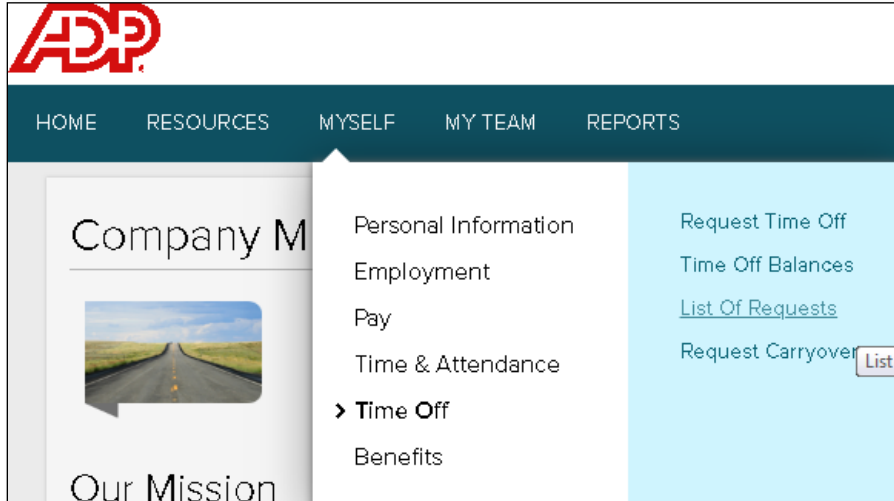 ADP
HOME RESOURCES MYSELF MY TEAM REPORTS
Company M
Our Mission
Personal Information
Employment
Pay
Time & Attendance
> Time Off
Benefits
Request Time Off
Time Off Balances
List Of Requests
Request Carryover
List